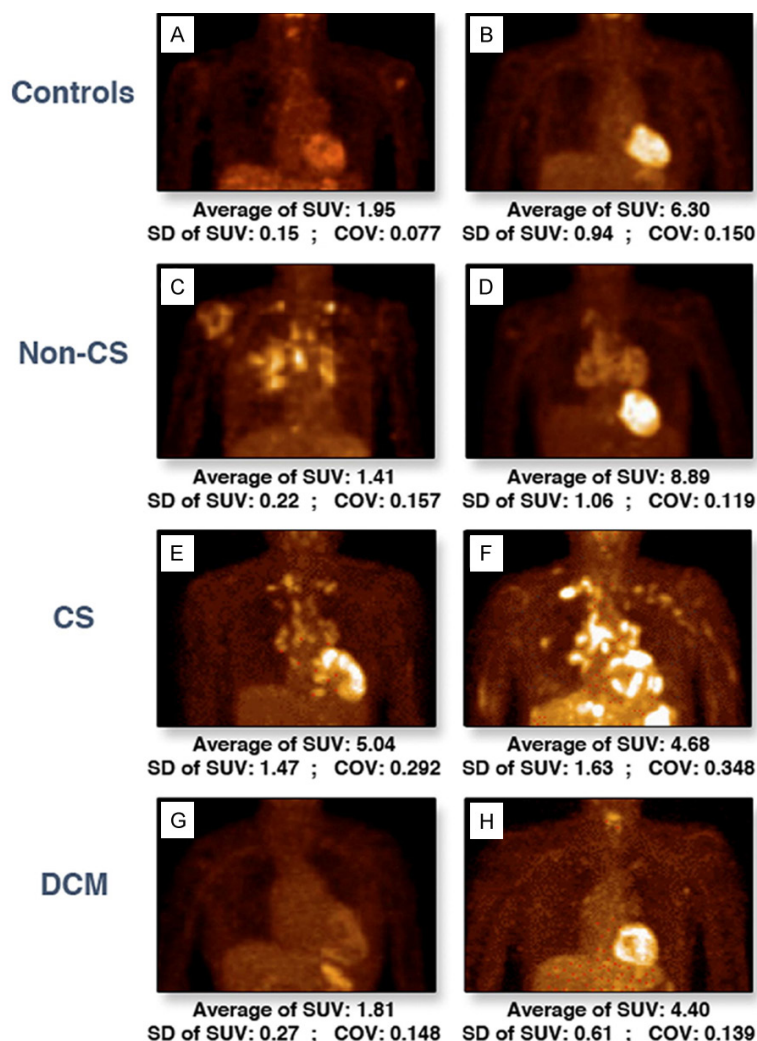 A
B
Controls
Average of SUV: 1.95
SD of SUV: 0.15 ; COV: 0.077
Average of SUV: 6.30
SD of SUV: 0.94 ; COV: 0.150
C
D
Non-CS
Average of SUV: 1.41
SD of SUV: 0.22 ; COV: 0.157
Average of SUV: 8.89
SD of SUV: 1.06 ; COV: 0.119
E
F
CS
Average of SUV: 5.04
SD of SUV: 1.47 ; COV: 0.292
Average of SUV: 4.68
SD of SUV: 1.63 ; COV: 0.348
G
H
DCM
Average of SUV: 1.81
SD of SUV: 0.27 ; COV: 0.148
Average of SUV: 4.40
SD of SUV: 0.61 ; COV: 0.139